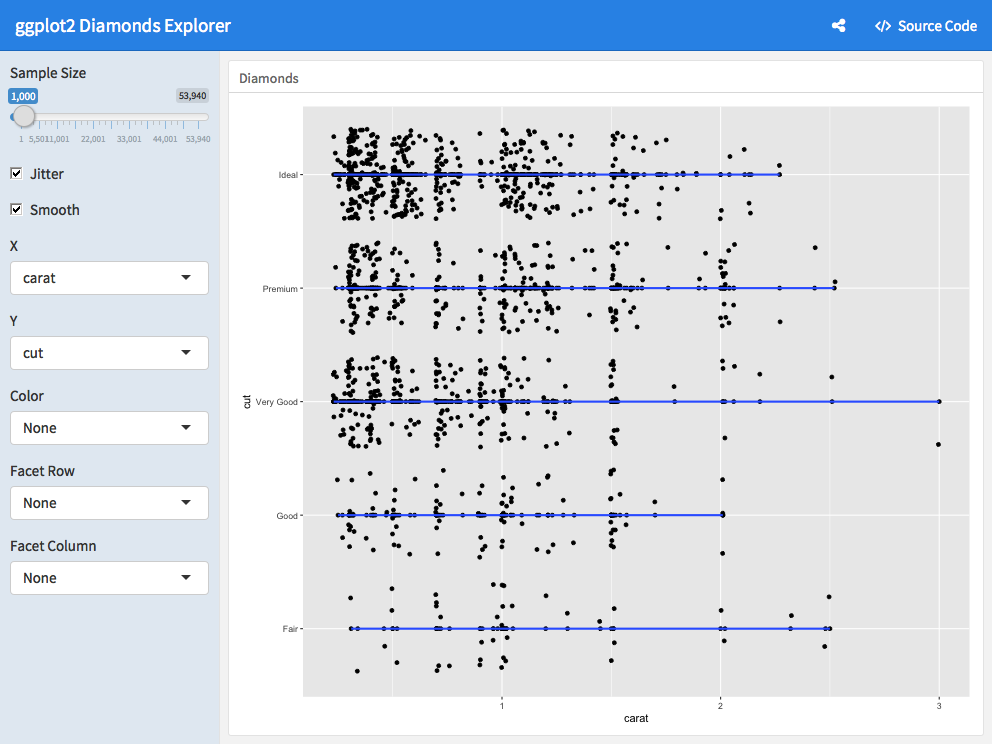 ggplot2 Diamonds Explorer
Source Code
Sample Size
1,000
53,940
1 5,50111,001 22,001 33,001 44,001 53,940
Jitter
Smooth
X
carat
Y
cut
Color
None
Facet Row
None
Facet Column
None
Diamonds
Ideal
Premium
Very Good
Good
Fair
cut
1 2 3
carat